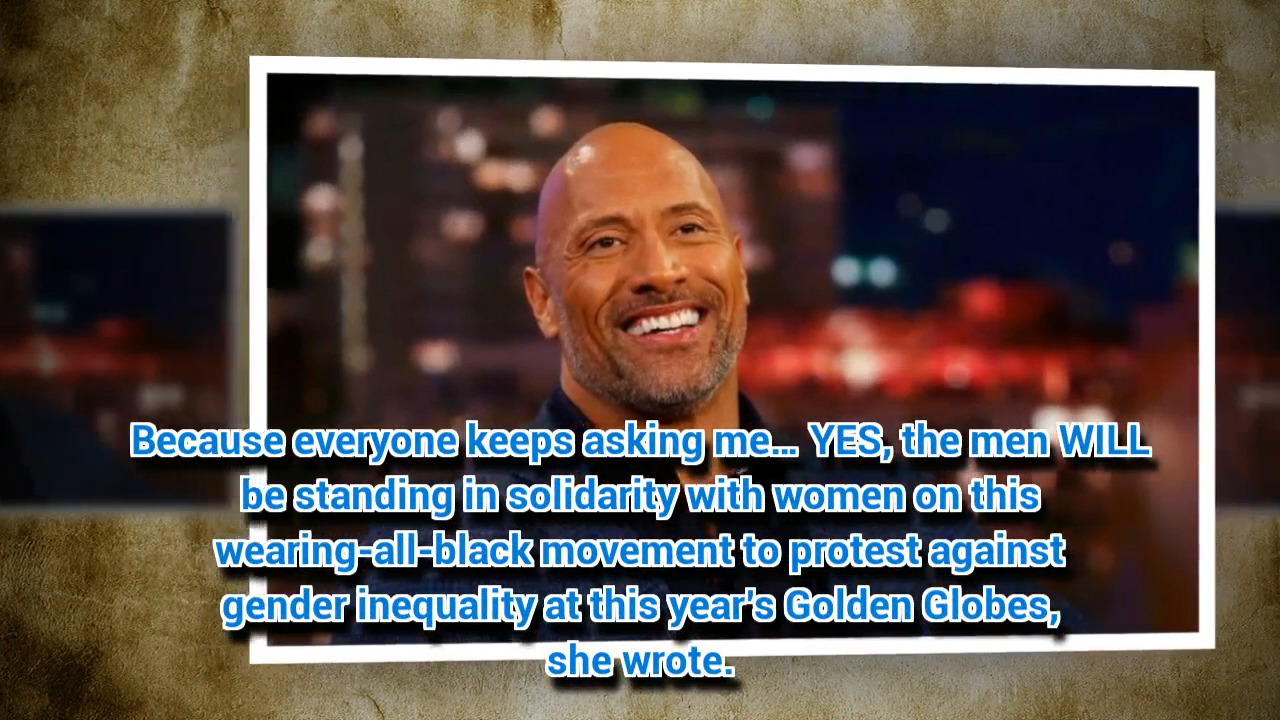 Because everyone keeps asking me... YES, the men WILL
be standing in solidarity with women on this
wearing-all-black movement to protest against
gender inequality at this year's Golden Globes,
she wrote.